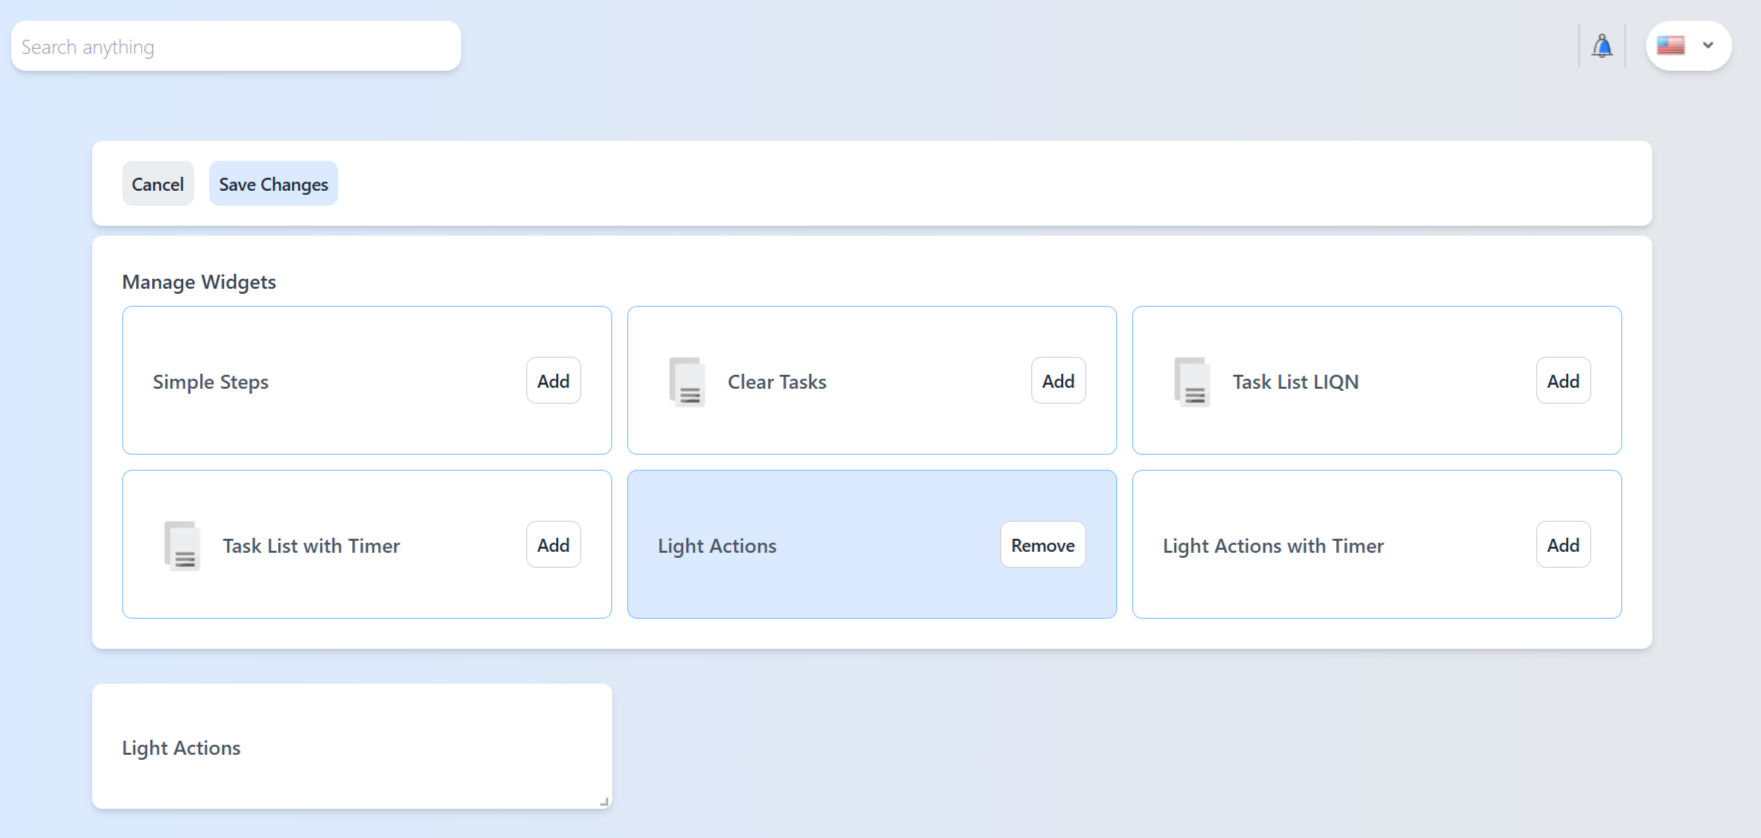 Search anything
Cancel
Save Changes
Manage Widgets
Simple Steps
Add
Clear Tasks
Add
Task List LIQN
Add
Task List with Timer
Add
Light Actions
Remove
Light Actions with Timer
Add
Light Actions